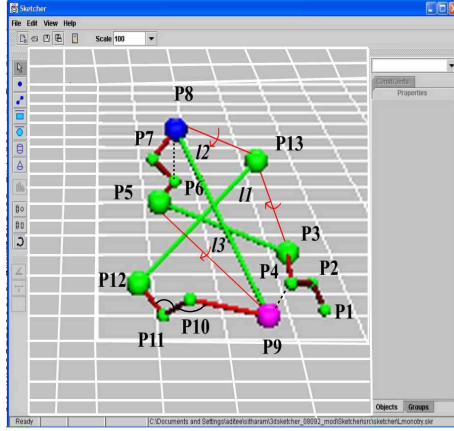 Sketcher
File Edit View Help
Scale 100
Constraints
Properties
P8
P7
l2
P13
P6
P5
l1
P3
l3
P4
P2
P12
P1
P10
P11
P9
Objects Groups
Ready
C:\Documents and Settings\aditee\sitharam\3dsketcher_08092_mod\Sketcher\src\sketcher\Lmonotry.skr